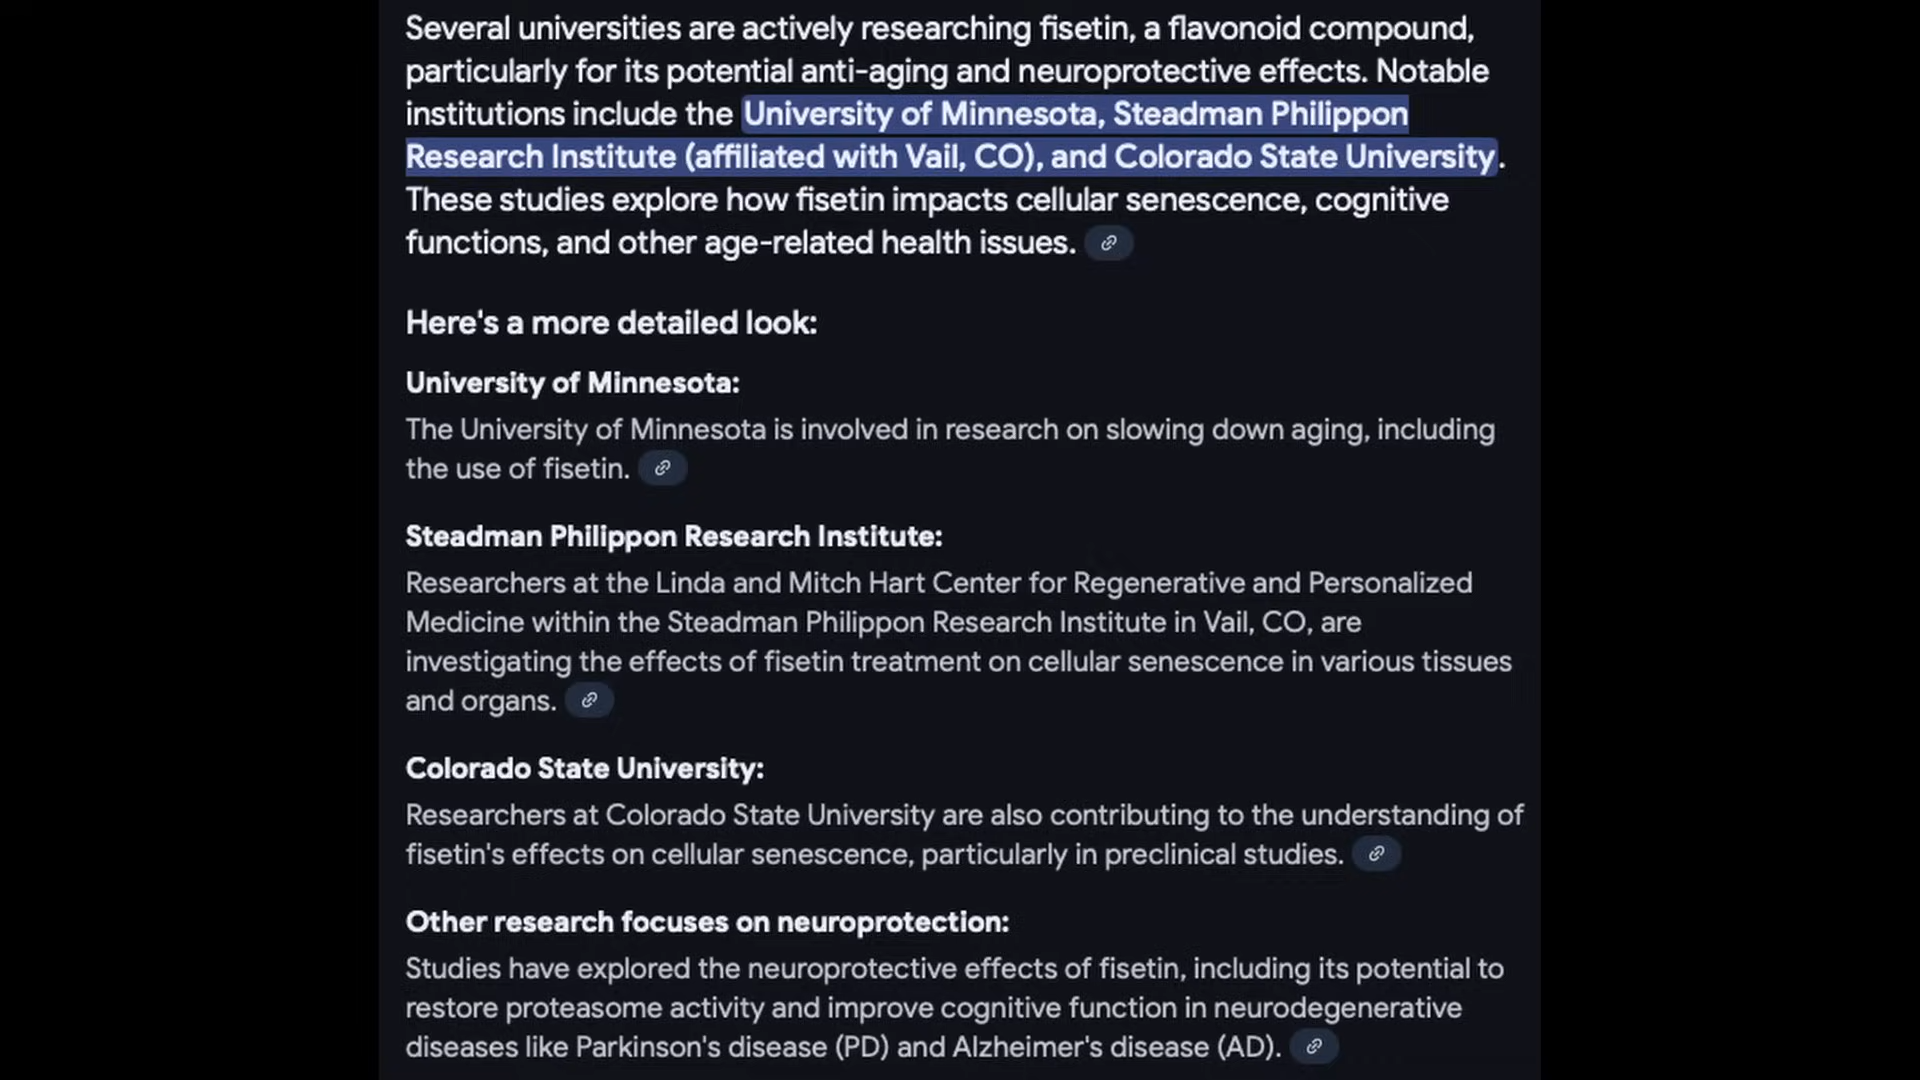 Several universities are actively researching fisetin, a flavonoid compound,
particularly for its potential anti-aging and neuroprotective effects. Notable
institutions include the University of Minnesota, Steadman Philippon
Research Institute (affiliated with Vail, CO), and Colorado State University.
These studies explore how fisetin impacts cellular senescence, cognitive
functions, and other age-related health issues.
Here's a more detailed look:
University of Minnesota:
The University of Minnesota is involved in research on slowing down aging, including
the use of fisetin.
Steadman Philippon Research Institute:
Researchers at the Linda and Mitch Hart Center for Regenerative and Personalized
Medicine within the Steadman Philippon Research Institute in Vail, CO, are
investigating the effects of fisetin treatment on cellular senescence in various tissues
and organs.
Colorado State University:
Researchers at Colorado State University are also contributing to the understanding of
fisetin's effects on cellular senescence, particularly in preclinical studies.
Other research focuses on neuroprotection:
Studies have explored the neuroprotective effects of fisetin, including its potential to
restore proteasome activity and improve cognitive function in neurodegenerative
diseases like Parkinson's disease (PD) and Alzheimer's disease (AD).